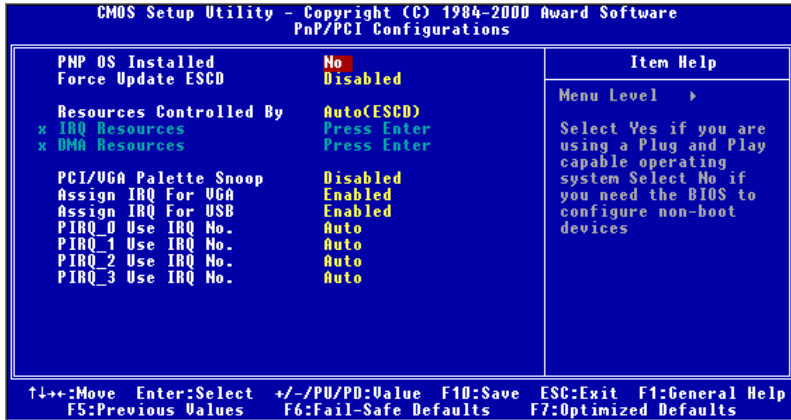 CMOS Setup Utility - Copyright (C) 1984-2000 Award Software
PnP/PCI Configurations
PNP OS Installed No
Force Update ESCD Disabled
Resources Controlled By Auto(ESCD)
x IRQ Resources Press Enter
x DMA Resources Press Enter
PCI/VGA Palette Snoop Disabled
Assign IRQ For VGA Enabled
Assign IRQ For USB Enabled
PIRQ_0 Use IRQ No. Auto
PIRQ_1 Use IRQ No. Auto
PIRQ_2 Use IRQ No. Auto
PIRQ_3 Use IRQ No. Auto
Item Help
Menu Level ▸
Select Yes if you are
using a Plug and Play
capable operating
system Select No if
you need the BIOS to
configure non-boot
devices
↑↓→←:Move Enter:Select +/-/PU/PD:Value F10:Save ESC:Exit F1:General Help
F5:Previous Values F6:Fail-Safe Defaults F7:Optimized Defaults